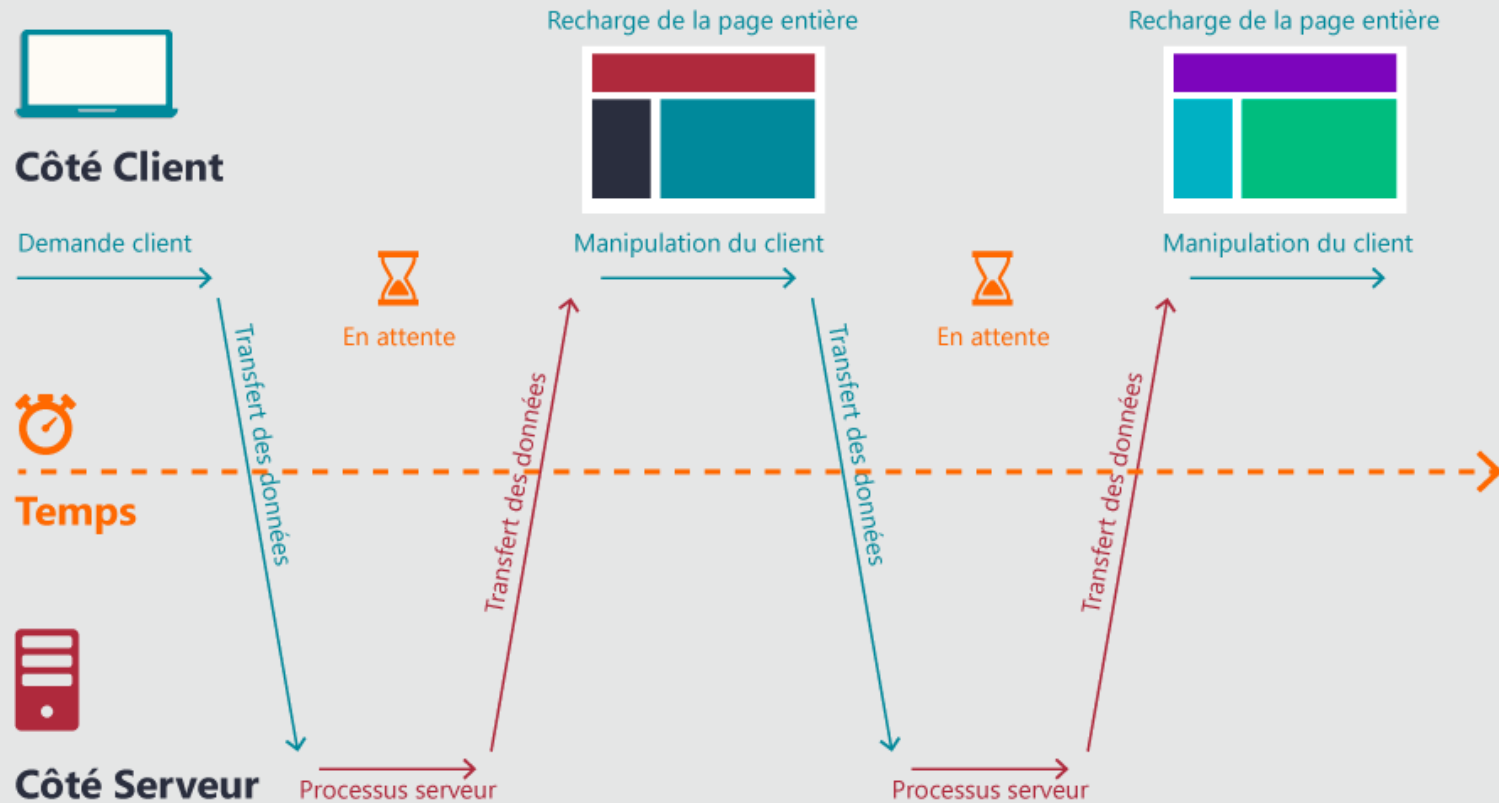 Recharge de la page entière
Recharge de la page entière
Côté Client
Demande client
Manipulation du client
Manipulation du client
En attente
En attente
Transfert des données
Transfert des données
Transfert des données
Transfert des données
Temps
Côté Serveur
Processus serveur
Processus serveur